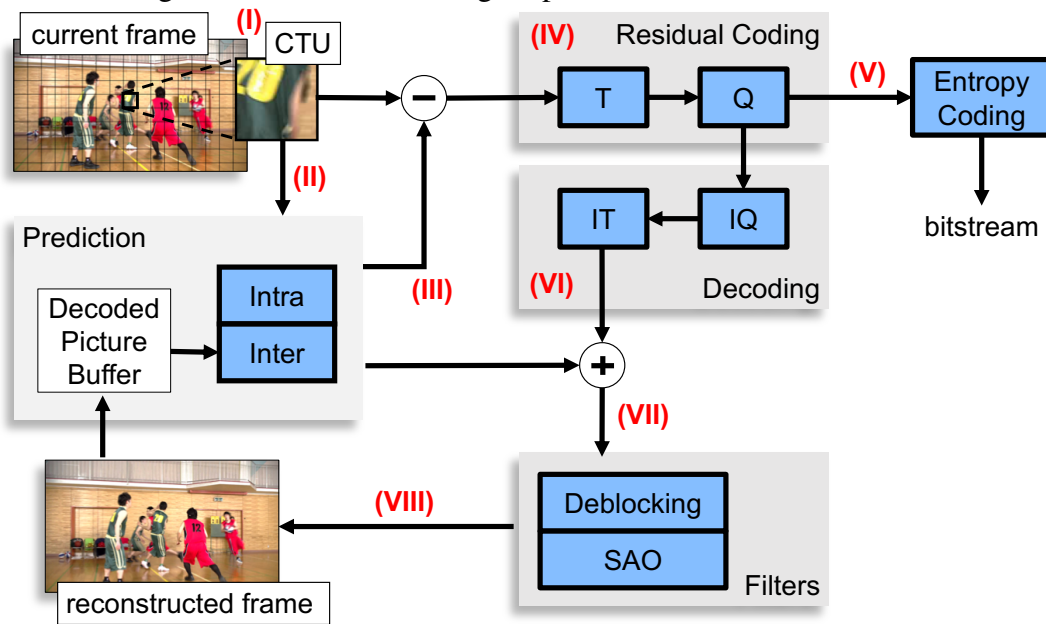 current frame
(I)
CTU
(IV)
Residual Coding
(V)
T
Q
Entropy
Coding
(II)
bitstream
Prediction
IT
IQ
(III)
(VI)
Decoding
Intra
Inter
Decoded
Picture
Buffer
(VII)
(VIII)
Deblocking
SAO
Filters
reconstructed frame